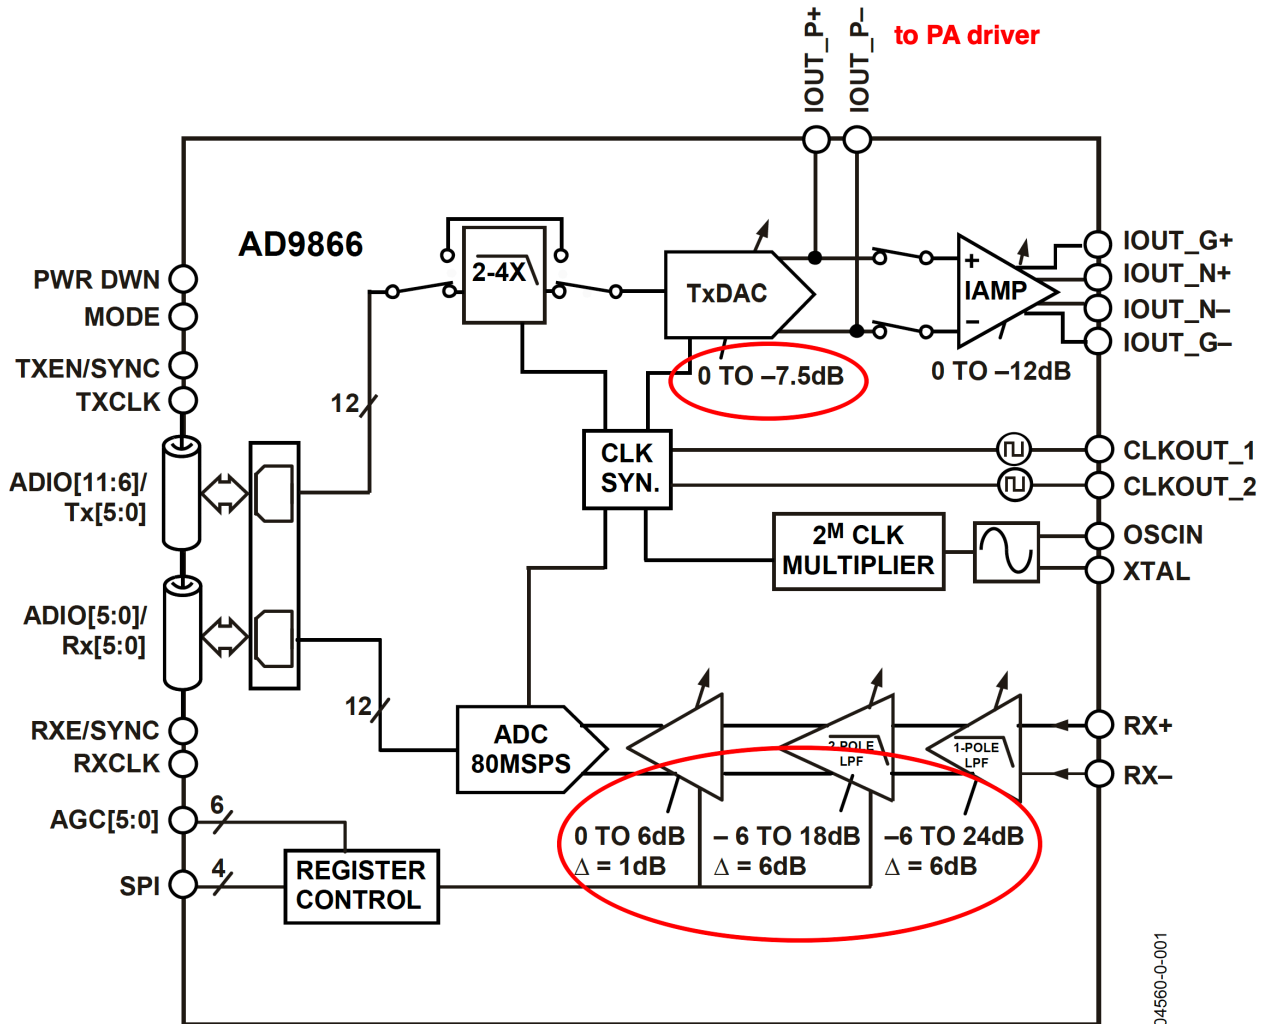 IOUT_P+
IOUT_P–
to PA driver
AD9866
PWR DWN
MODE
TXEN/SYNC
TXCLK
ADIO[11:6]/
Tx[5:0]
ADIO[5:0]/
Rx[5:0]
RXE/SYNC
RXCLK
AGC[5:0]
SPI
12
12
6
4
2-4X
TxDAC
0 TO –7.5dB
+
IAMP
–
0 TO –12dB
IOUT_G+
IOUT_N+
IOUT_N–
IOUT_G–
CLK
SYN.
CLKOUT_1
CLKOUT_2
2M CLK
MULTIPLIER
OSCIN
XTAL
ADC
80MSPS
2-POLE
LPF
1-POLE
LPF
RX+
RX–
0 TO 6dB
Δ = 1dB
– 6 TO 18dB
Δ = 6dB
–6 TO 24dB
Δ = 6dB
REGISTER
CONTROL
04560-0-001